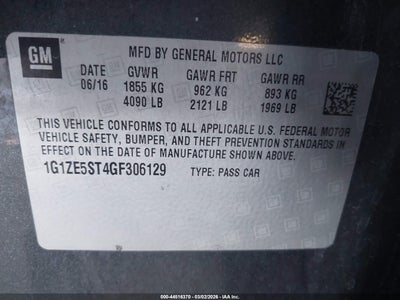 GM
MFD BY GENERAL MOTORS LLC
DATE GVWR GAWR FRT GAWR RR
06/16 1855 KG 962 KG 893 KG
4090 LB 2121 LB 1969 LB
THIS VEHICLE CONFORMS TO ALL APPLICABLE U.S. FEDERAL MOTOR
VEHICLE SAFETY, BUMPER, AND THEFT PREVENTION STANDARDS IN
EFFECT ON THE DATE OF MANUFACTURE SHOWN ABOVE.
1G1ZE5ST4GF306129 TYPE: PASS CAR
000-44616370 - 03/02/2026 - IAA Inc.